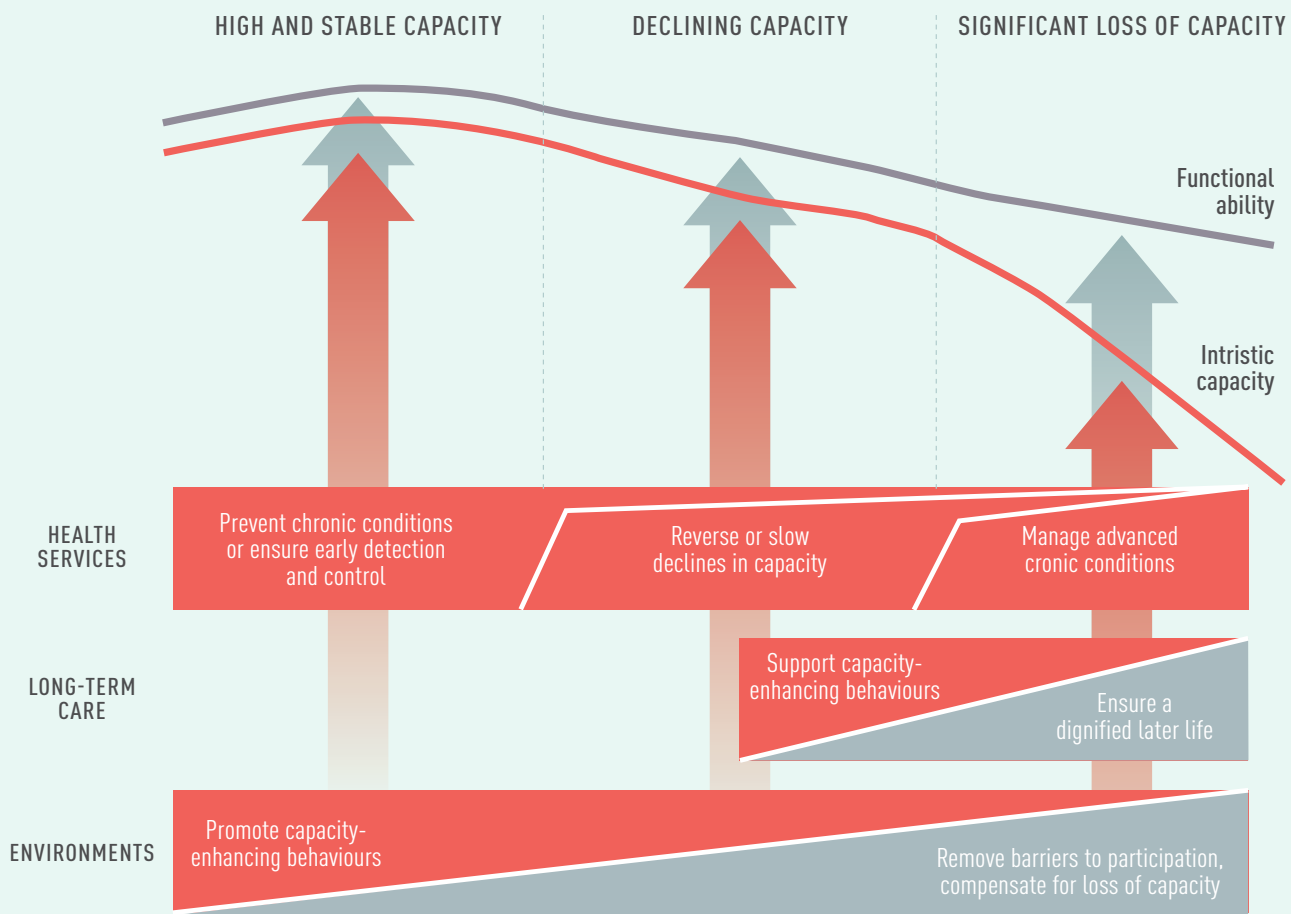 HIGH AND STABLE CAPACITY
DECLINING CAPACITY
SIGNIFICANT LOSS OF CAPACITY
Functional
ability
Intristic
capacity
HEALTH
SERVICES
Prevent chronic conditions
or ensure early detection
and control
Reverse or slow
declines in capacity
Manage advanced
cronic conditions
LONG-TERM
CARE
Support capacity-
enhancing behaviours
Ensure a
dignified later life
ENVIRONMENTS
Promote capacity-
enhancing behaviours
Remove barriers to participation,
compensate for loss of capacity